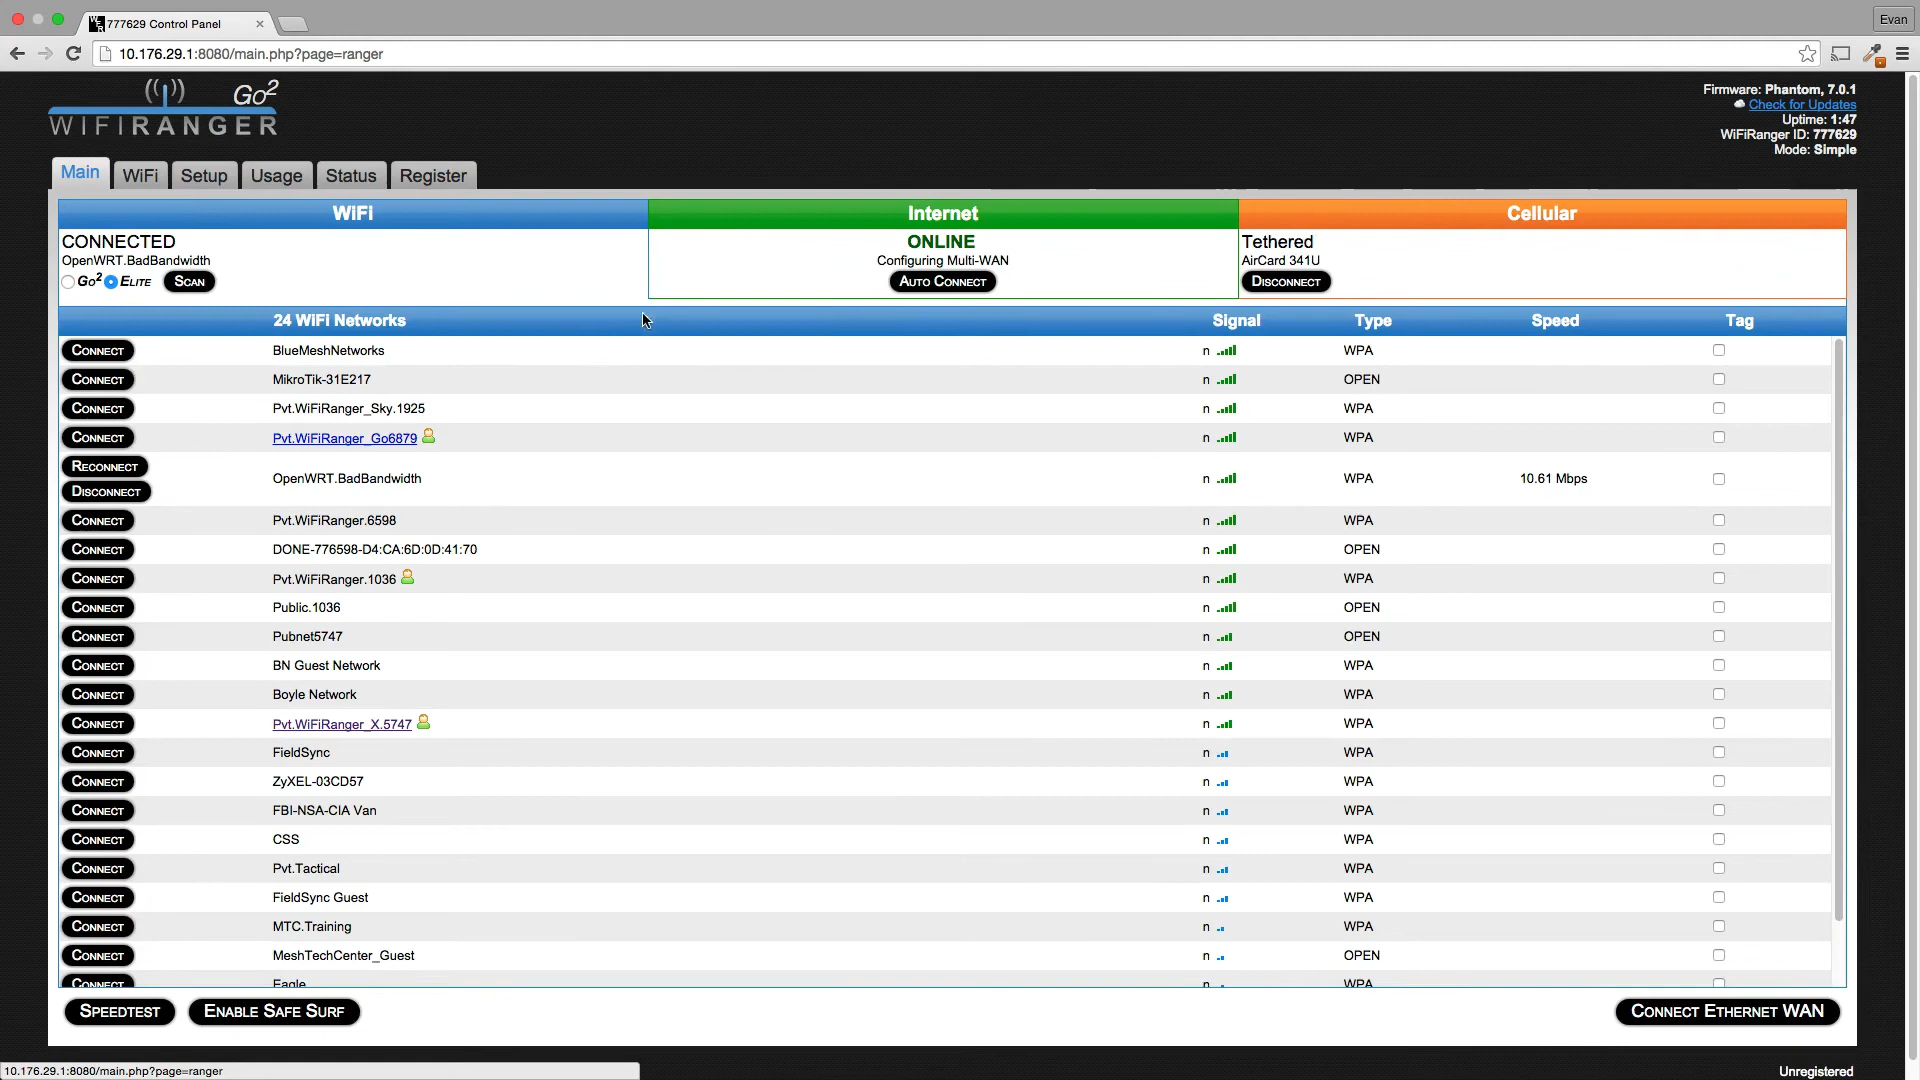 777629 Control Panel
Evan
10.176.29.1:8080/main.php?page=ranger
Go2
WIFIRANGER
Firmware: Phantom, 7.0.1
Check for Updates
Uptime: 1:47
WiFiRanger ID: 777629
Mode: Simple
Main WiFi Setup Usage Status Register
WiFi Internet Cellular
CONNECTED ONLINE Tethered
OpenWRT.BadBandwidth Configuring Multi-WAN AirCard 341U
Go2 Elite Scan Auto Connect Disconnect
24 WiFi Networks Signal Type Speed Tag
Connect BlueMeshNetworks n WPA
Connect MikroTik-31E217 n OPEN
Connect Pvt.WiFiRanger_Sky.1925 n WPA
Connect Pvt.WiFiRanger_Go6879 n WPA
Reconnect
Disconnect
OpenWRT.BadBandwidth n WPA 10.61 Mbps
Connect Pvt.WiFiRanger.6598 n WPA
Connect DONE-776598-D4:CA:6D:0D:41:70 n OPEN
Connect Pvt.WiFiRanger.1036 n WPA
Connect Public.1036 n OPEN
Connect Pubnet5747 n OPEN
Connect BN Guest Network n WPA
Connect Boyle Network n WPA
Connect Pvt.WiFiRanger_X.5747 n WPA
Connect FieldSync n WPA
Connect ZyXEL-03CD57 n WPA
Connect FBI-NSA-CIA Van n WPA
Connect CSS n WPA
Connect Pvt.Tactical n WPA
Connect FieldSync Guest n WPA
Connect MTC.Training n WPA
Connect MeshTechCenter_Guest n OPEN
Connect Eagle n WPA
Speedtest Enable Safe Surf Connect Ethernet WAN
10.176.29.1:8080/main.php?page=ranger
Unregistered